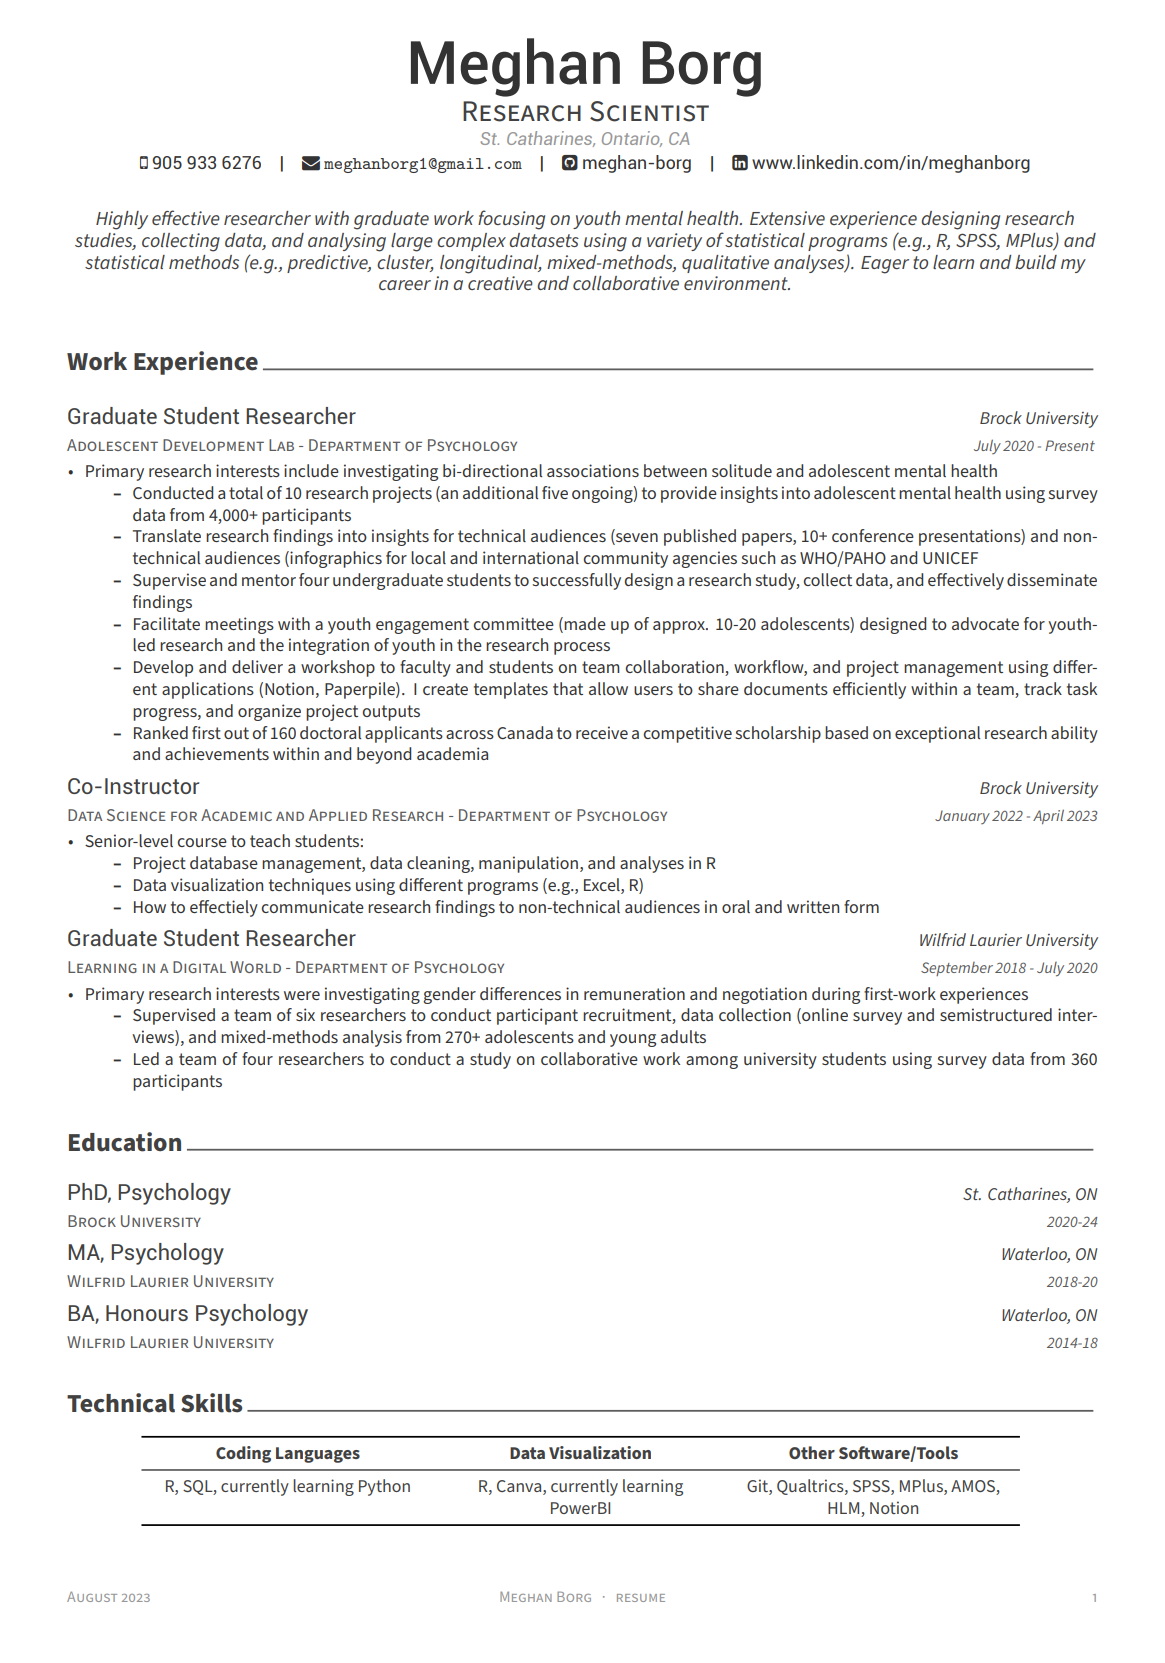 Meghan Borg
Research Scientist
St. Catharines, Ontario, CA
905 933 6276 | meghanborg1@gmail.com | meghan-borg | www.linkedin.com/in/meghanborg
Highly effective researcher with graduate work focusing on youth mental health. Extensive experience designing research
studies, collecting data, and analysing large complex datasets using a variety of statistical programs (e.g., R, SPSS, MPlus) and
statistical methods (e.g., predictive, cluster, longitudinal, mixed-methods, qualitative analyses). Eager to learn and build my
career in a creative and collaborative environment.
Work Experience
Graduate Student Researcher Brock University
Adolescent Development Lab - Department of Psychology July 2020 - Present
• Primary research interests include investigating bi-directional associations between solitude and adolescent mental health
– Conducted a total of 10 research projects (an additional five ongoing) to provide insights into adolescent mental health using survey
data from 4,000+ participants
– Translate research findings into insights for technical audiences (seven published papers, 10+ conference presentations) and non-
technical audiences (infographics for local and international community agencies such as WHO/PAHO and UNICEF
– Supervise and mentor four undergraduate students to successfully design a research study, collect data, and effectively disseminate
findings
– Facilitate meetings with a youth engagement committee (made up of approx. 10-20 adolescents) designed to advocate for youth-
led research and the integration of youth in the research process
– Develop and deliver a workshop to faculty and students on team collaboration, workflow, and project management using differ-
ent applications (Notion, Paperpile). I create templates that allow users to share documents efficiently within a team, track task
progress, and organize project outputs
– Ranked first out of 160 doctoral applicants across Canada to receive a competitive scholarship based on exceptional research ability
and achievements within and beyond academia
Co-Instructor Brock University
Data Science for Academic and Applied Research - Department of Psychology January 2022 - April 2023
• Senior-level course to teach students:
– Project database management, data cleaning, manipulation, and analyses in R
– Data visualization techniques using different programs (e.g., Excel, R)
– How to effectiely communicate research findings to non-technical audiences in oral and written form
Graduate Student Researcher Wilfrid Laurier University
Learning in a Digital World - Department of Psychology September 2018 - July 2020
• Primary research interests were investigating gender differences in remuneration and negotiation during first-work experiences
– Supervised a team of six researchers to conduct participant recruitment, data collection (online survey and semistructured inter-
views), and mixed-methods analysis from 270+ adolescents and young adults
– Led a team of four researchers to conduct a study on collaborative work among university students using survey data from 360
participants
Education
PhD, Psychology St. Catharines, ON
Brock University 2020-24
MA, Psychology Waterloo, ON
Wilfrid Laurier University 2018-20
BA, Honours Psychology Waterloo, ON
Wilfrid Laurier University 2014-18
Technical Skills
Coding Languages Data Visualization Other Software/Tools
R, SQL, currently learning Python R, Canva, currently learning Git, Qualtrics, SPSS, MPlus, AMOS,
PowerBI HLM, Notion
August 2023 Meghan Borg · resume 1